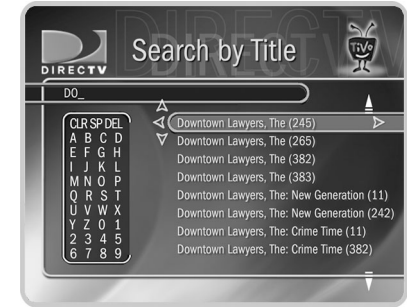 DIRECTV
Search by Title
TiVo
DO_
CLR SP DEL
A B C D
E F G H
I J K L
M N O P
Q R S T
U V W X
Y Z 0 1
2 3 4 5
6 7 8 9
Downtown Lawyers, The (245)
Downtown Lawyers, The (265)
Downtown Lawyers, The (382)
Downtown Lawyers, The (383)
Downtown Lawyers, The: New Generation (11)
Downtown Lawyers, The: New Generation (242)
Downtown Lawyers, The: Crime Time (11)
Downtown Lawyers, The: Crime Time (382)